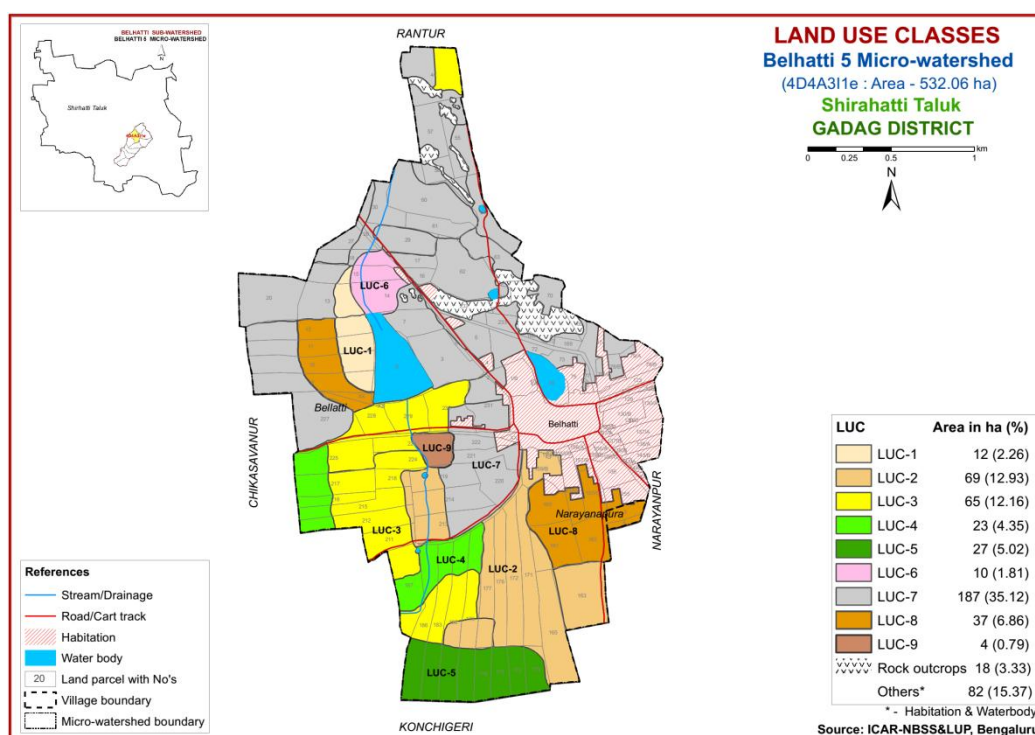 BELHATTI SUB-WATERSHED
BELHATTI 5 MICRO-WATERSHED
N
Shirhatti Taluk
RANTUR
LAND USE CLASSES
Belhatti 5 Micro-watershed
(4D4A3I1e : Area - 532.06 ha)
Shirahatti Taluk
GADAG DISTRICT
km
0 0.25 0.5 1
N
LUC-6
LUC-1
Bellatti
Belhatti
LUC-9
LUC-7
CHIKASAVANUR
NARAYANPUR
Narayanapura
LUC-8
LUC-3
LUC-4
LUC-2
LUC-5
KONCHIGERI
References
Stream/Drainage
Road/Cart track
Habitation
Water body
20 Land parcel with No's
Village boundary
Micro-watershed boundary
LUC Area in ha (%)
LUC-1 12 (2.26)
LUC-2 69 (12.93)
LUC-3 65 (12.16)
LUC-4 23 (4.35)
LUC-5 27 (5.02)
LUC-6 10 (1.81)
LUC-7 187 (35.12)
LUC-8 37 (6.86)
LUC-9 4 (0.79)
Rock outcrops 18 (3.33)
Others* 82 (15.37)
* - Habitation & Waterbody
Source: ICAR-NBSS&LUP, Bengaluru